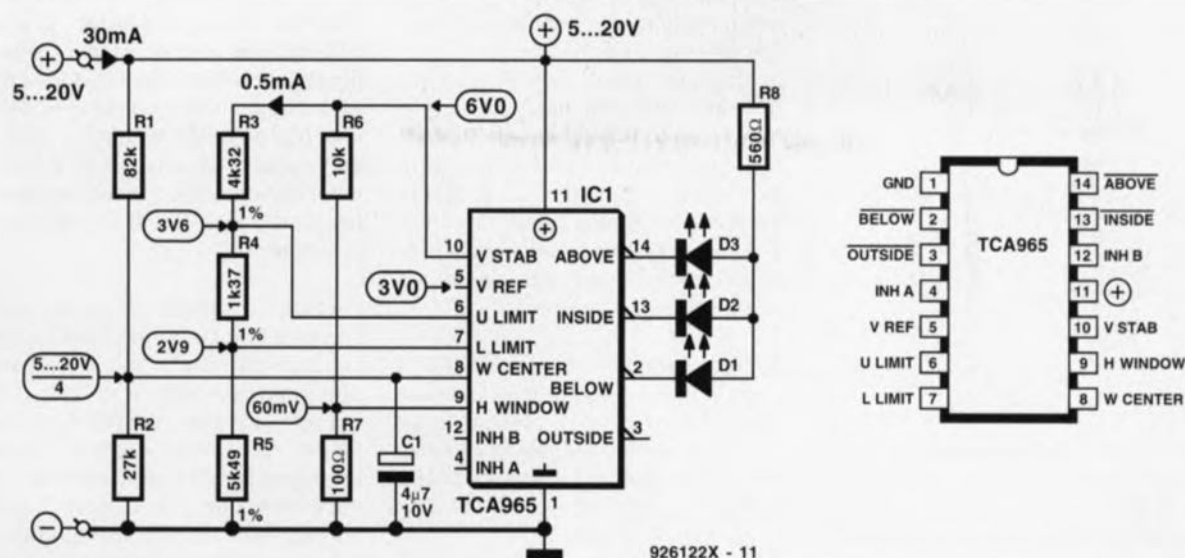 30mA
5...20V
5...20V
0.5mA
6V0
R1
82k
R3
4k32
R6
10k
R8
560Ω
1%
3V6
R4
1k37
1%
2V9
3V0
5...20V
4
60mV
R2
27k
R5
5k49
1%
R7
100Ω
C1
4µ7
10V
11 IC1
10 V STAB ABOVE 14 D3
5 V REF
6 U LIMIT INSIDE 13 D2
7 L LIMIT
8 W CENTER 2 D1
BELOW
9 H WINDOW
12 INH B OUTSIDE 3
4 INH A
TCA965 1
926122X - 11
TCA965
GND 1 14 ABOVE
BELOW 2 13 INSIDE
OUTSIDE 3 12 INH B
INH A 4 11
V REF 5 10 V STAB
U LIMIT 6 9 H WINDOW
L LIMIT 7 8 W CENTER